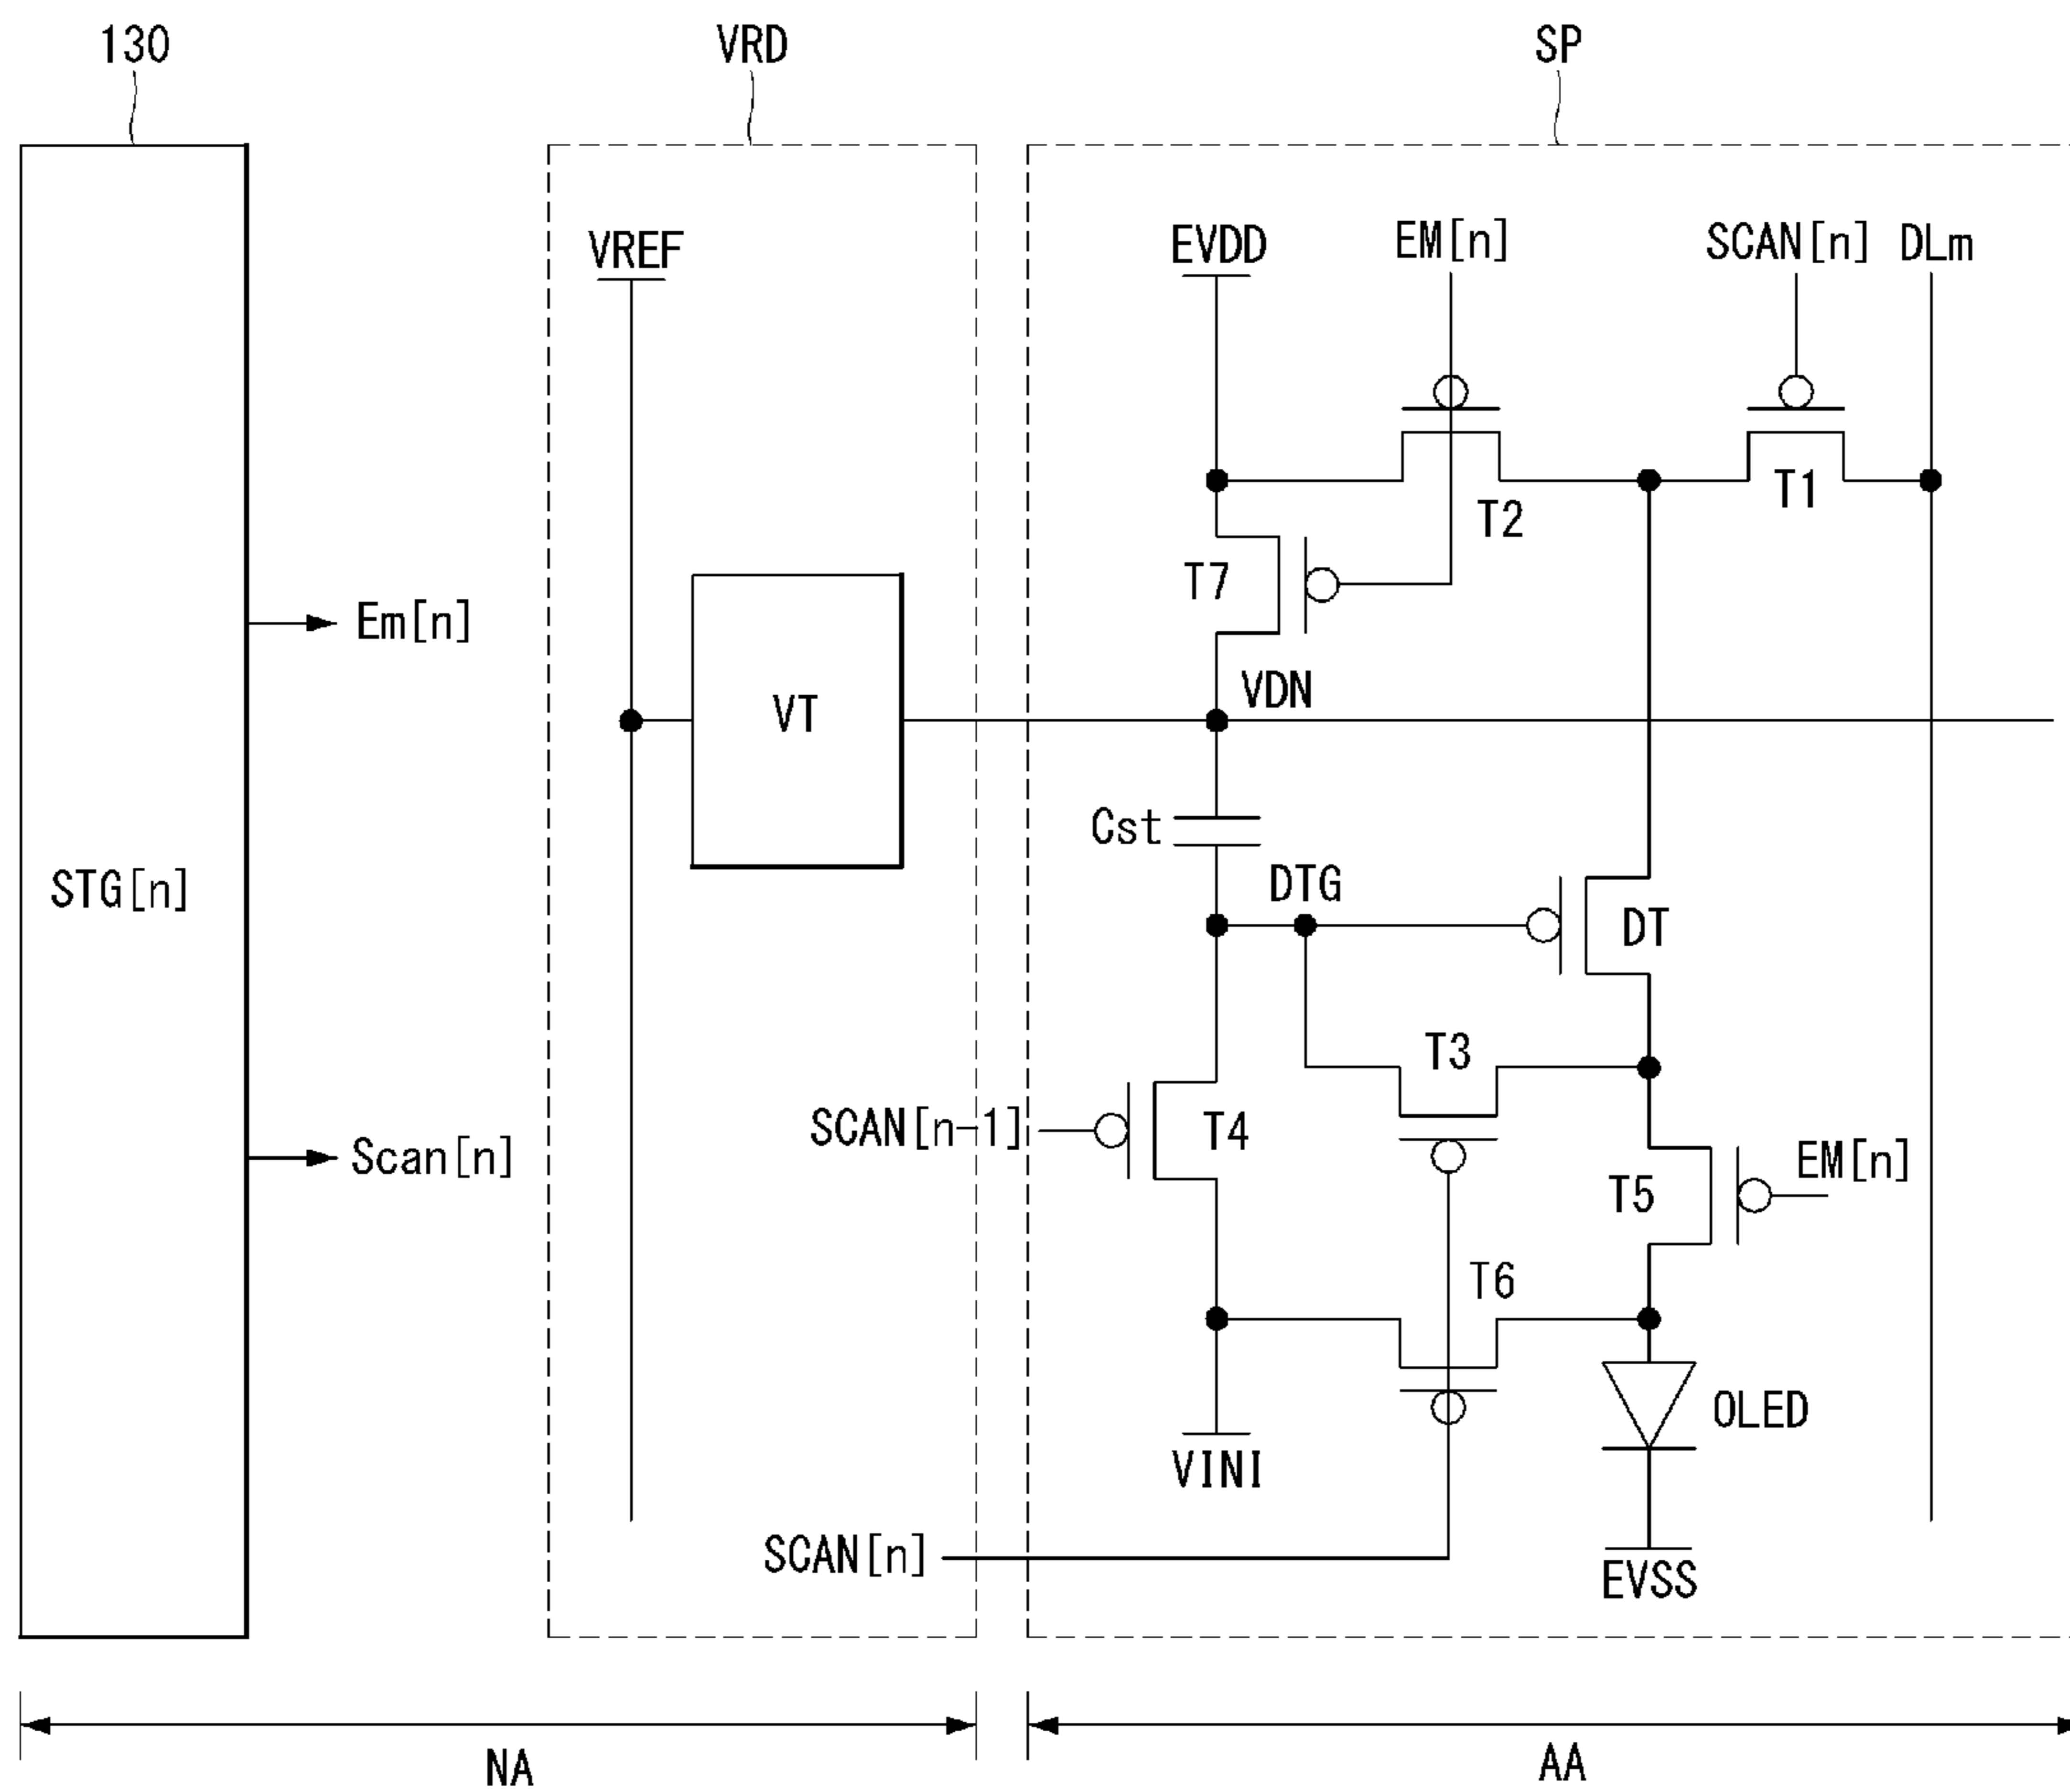 130
VRD
SP
VREF
EVDD
EM[n]
SCAN[n]
DLm
T1
T2
T7
Em[n]
VDN
VT
Cst
DTG
STG[n]
DT
T3
SCAN[n-1]
T4
Scan[n]
EM[n]
T5
T6
OLED
VINI
SCAN[n]
EVSS
NA
AA